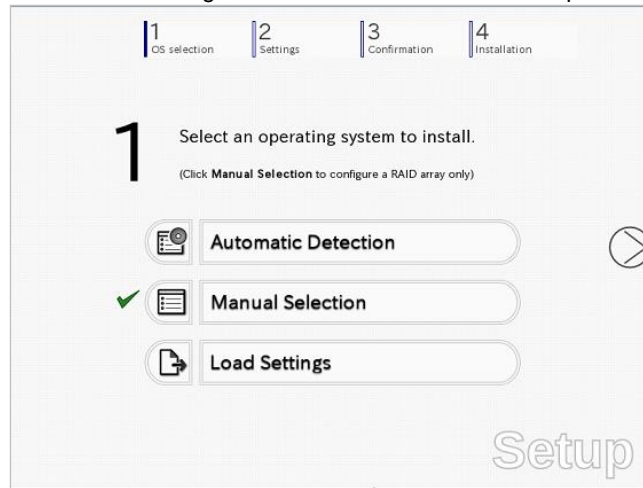 1
OS selection
2
Settings
3
Confirmation
4
Installation
1
Select an operating system to install.
(Click Manual Selection to configure a RAID array only)
Automatic Detection
Manual Selection
Load Settings
Setup